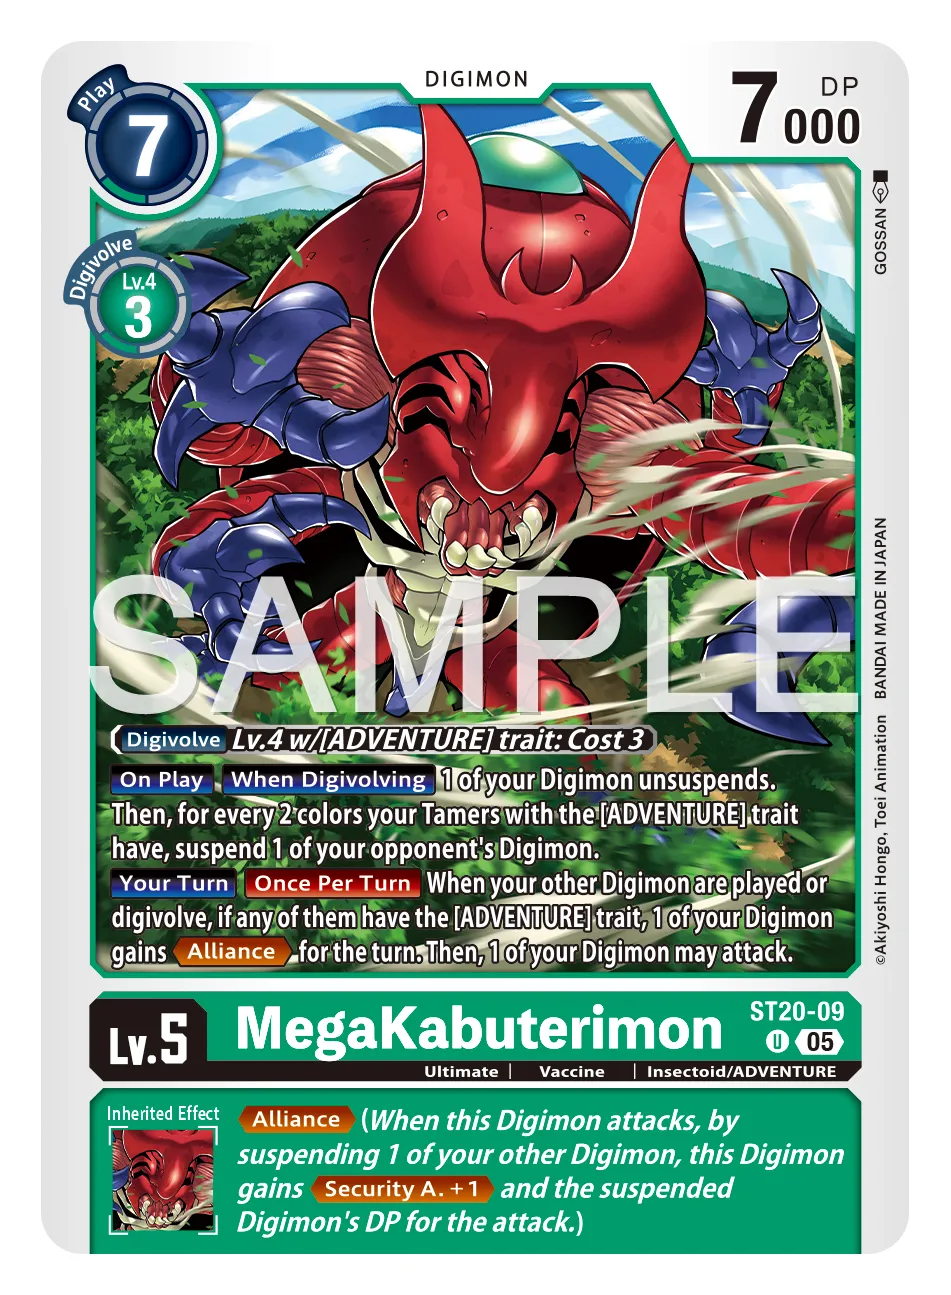 DIGIMON
Play
7
DP
7000
Digivolve
Lv.4
3
GOSSAN
BANDAI MADE IN JAPAN
©Akiyoshi Hongo, Toei Animation
SAMPLE
Digivolve Lv.4 w/[ADVENTURE] trait: Cost 3
On Play When Digivolving 1 of your Digimon unsuspends.
Then, for every 2 colors your Tamers with the [ADVENTURE] trait
have, suspend 1 of your opponent's Digimon.
Your Turn Once Per Turn When your other Digimon are played or
digivolve, if any of them have the [ADVENTURE] trait, 1 of your Digimon
gains Alliance for the turn. Then, 1 of your Digimon may attack.
Lv.5
MegaKabuterimon
ST20-09
U 05
Ultimate | Vaccine | Insectoid/ADVENTURE
Inherited Effect
Alliance (When this Digimon attacks, by
suspending 1 of your other Digimon, this Digimon
gains Security A. +1 and the suspended
Digimon's DP for the attack.)